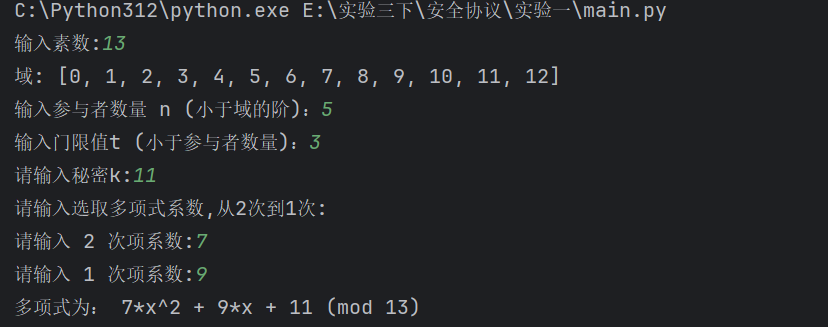 C:\Python312\python.exe E:\实验三下\安全协议\实验一\main.py
输入素数:13
域: [0, 1, 2, 3, 4, 5, 6, 7, 8, 9, 10, 11, 12]
输入参与者数量 n (小于域的阶)：5
输入门限值t (小于参与者数量)：3
请输入秘密k:11
请输入选取多项式系数,从2次到1次:
请输入 2 次项系数:7
请输入 1 次项系数:9
多项式为： 7*x^2 + 9*x + 11 (mod 13)